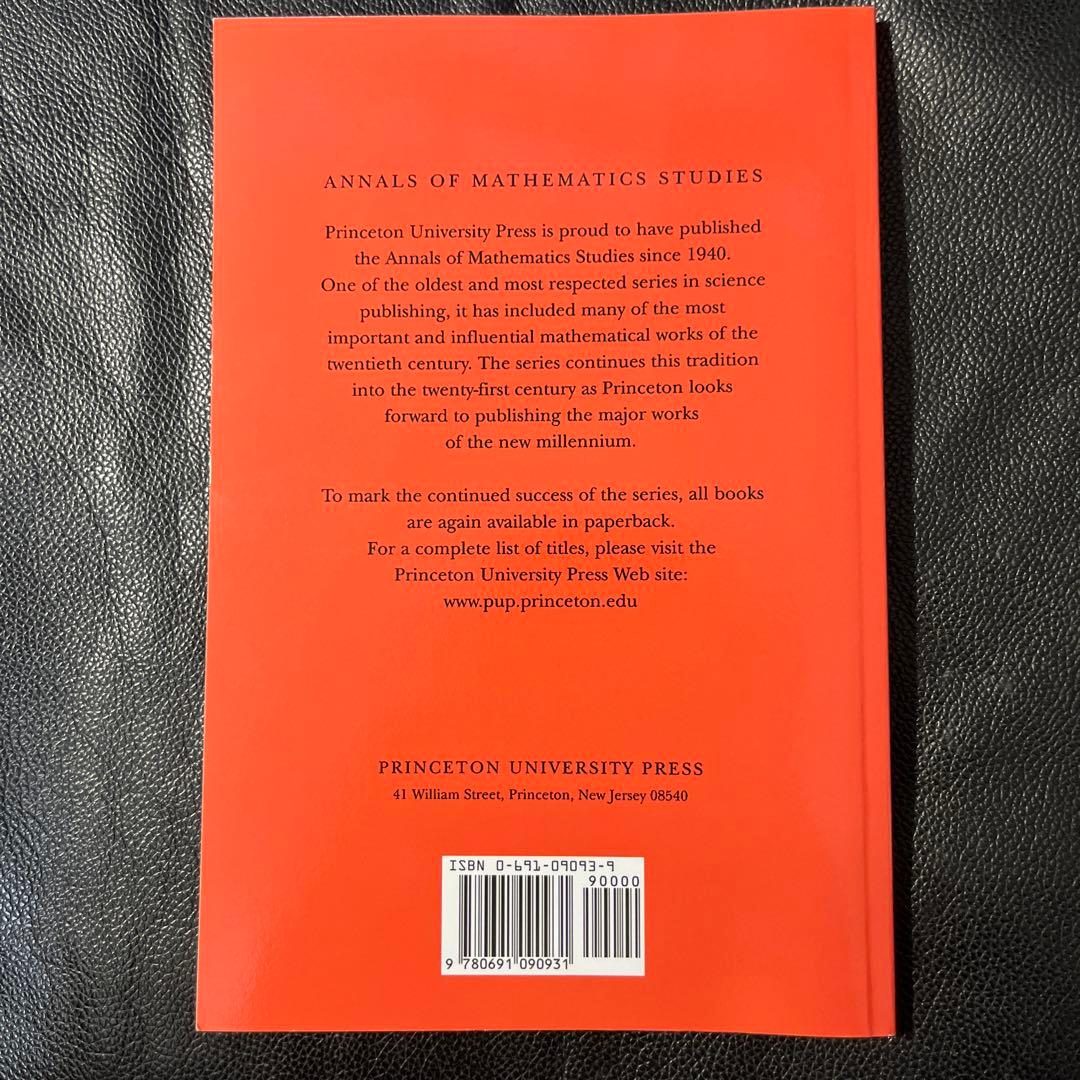 ANNALS OF MATHEMATICS STUDIES
Princeton University Press is proud to have published
the Annals of Mathematics Studies since 1940.
One of the oldest and most respected series in science
publishing, it has included many of the most
important and influential mathematical works of the
twentieth century. The series continues this tradition
into the twenty-first century as Princeton looks
forward to publishing the major works
of the new millennium.
To mark the continued success of the series, all books
are again available in paperback.
For a complete list of titles, please visit the
Princeton University Press Web site:
www.pup.princeton.edu
PRINCETON UNIVERSITY PRESS
41 William Street, Princeton, New Jersey 08540
ISBN 0-691-09093-9
90000
9 780691 090931